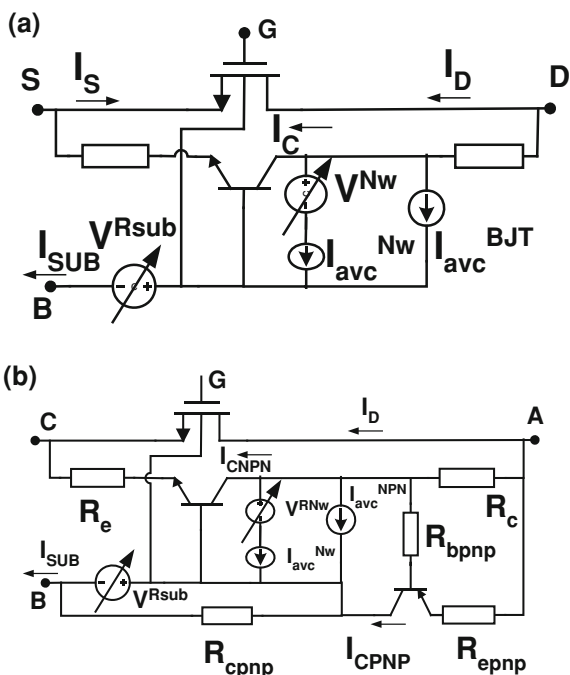 (a)
G
S
I_S
I_D
D
I_C
V^Nw
V^Rsub
I_SUB
I_avc^Nw
I_avc^BJT
B
(b)
G
C
I_D
A
I_CNPN
R_e
V^RNw
I_avc^NPN
R_c
I_avc^Nw
R_bpnp
I_SUB
B
V^Rsub
R_cpnp
I_CPNP
R_epnp